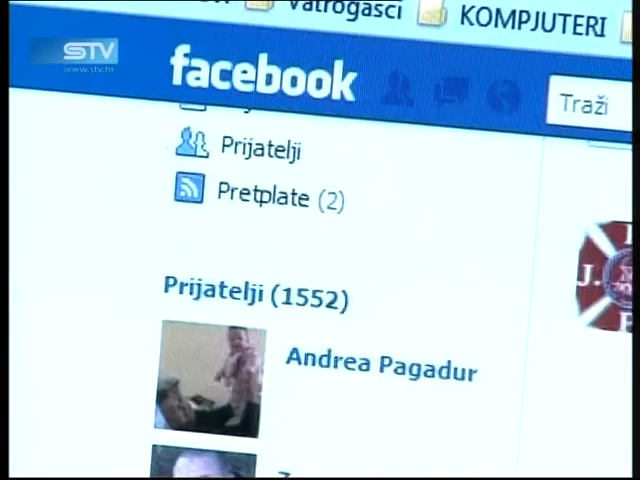 Vatrogasci
KOMPJUTERI
STV
www.stv.hr
facebook
Traži
Prijatelji
Pretplate (2)
Prijatelji (1552)
Andrea Pagadur
J.